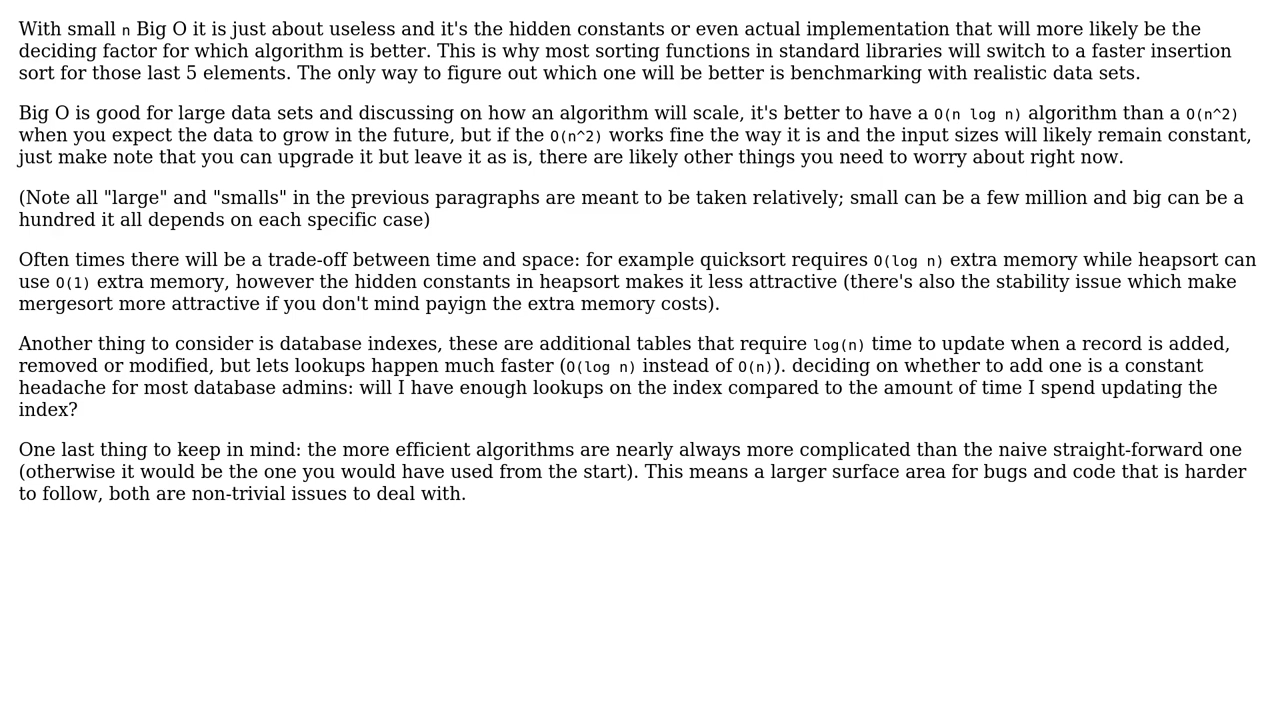 With small n Big O it is just about useless and it's the hidden constants or even actual implementation that will more likely be the
deciding factor for which algorithm is better. This is why most sorting functions in standard libraries will switch to a faster insertion
sort for those last 5 elements. The only way to figure out which one will be better is benchmarking with realistic data sets.
Big O is good for large data sets and discussing on how an algorithm will scale, it's better to have a O(n log n) algorithm than a O(n^2)
when you expect the data to grow in the future, but if the O(n^2) works fine the way it is and the input sizes will likely remain constant,
just make note that you can upgrade it but leave it as is, there are likely other things you need to worry about right now.
(Note all "large" and "smalls" in the previous paragraphs are meant to be taken relatively; small can be a few million and big can be a
hundred it all depends on each specific case)
Often times there will be a trade-off between time and space: for example quicksort requires O(log n) extra memory while heapsort can
use O(1) extra memory, however the hidden constants in heapsort makes it less attractive (there's also the stability issue which make
mergesort more attractive if you don't mind payign the extra memory costs).
Another thing to consider is database indexes, these are additional tables that require log(n) time to update when a record is added,
removed or modified, but lets lookups happen much faster (O(log n) instead of O(n)). deciding on whether to add one is a constant
headache for most database admins: will I have enough lookups on the index compared to the amount of time I spend updating the
index?
One last thing to keep in mind: the more efficient algorithms are nearly always more complicated than the naive straight-forward one
(otherwise it would be the one you would have used from the start). This means a larger surface area for bugs and code that is harder
to follow, both are non-trivial issues to deal with.